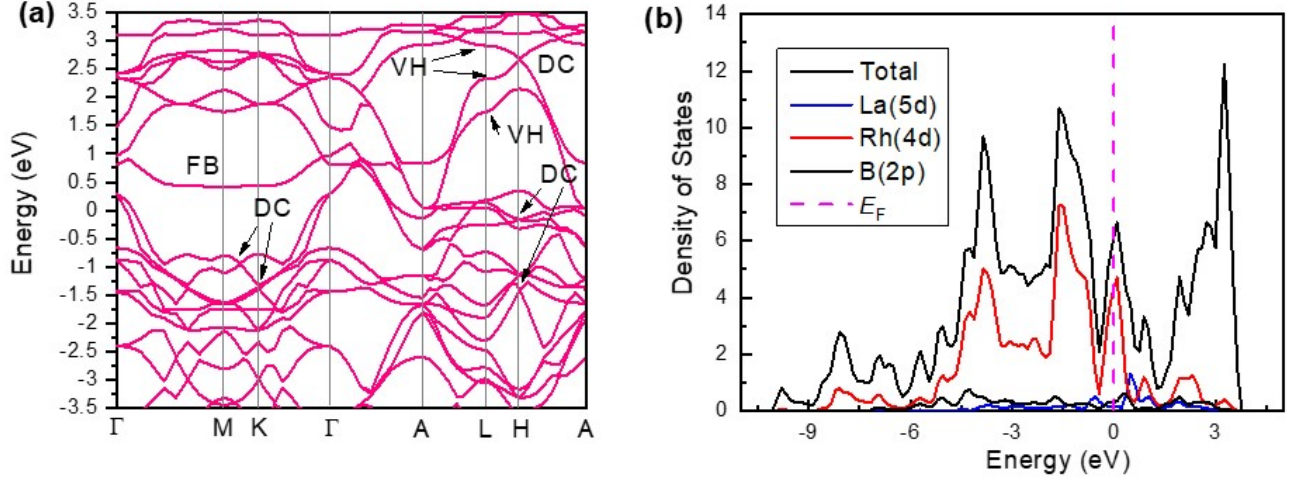 (a)
3.5
3
2.5
2
1.5
1
0.5
0
-0.5
-1
-1.5
-2
-2.5
-3
-3.5
Energy (eV)
VH
DC
VH
FB
DC
DC
Γ M K Γ A L H A
(b)
14
12
10
8
6
4
2
0
Density of States
Total
La(5d)
Rh(4d)
B(2p)
E_F
-9 -6 -3 0 3
Energy (eV)